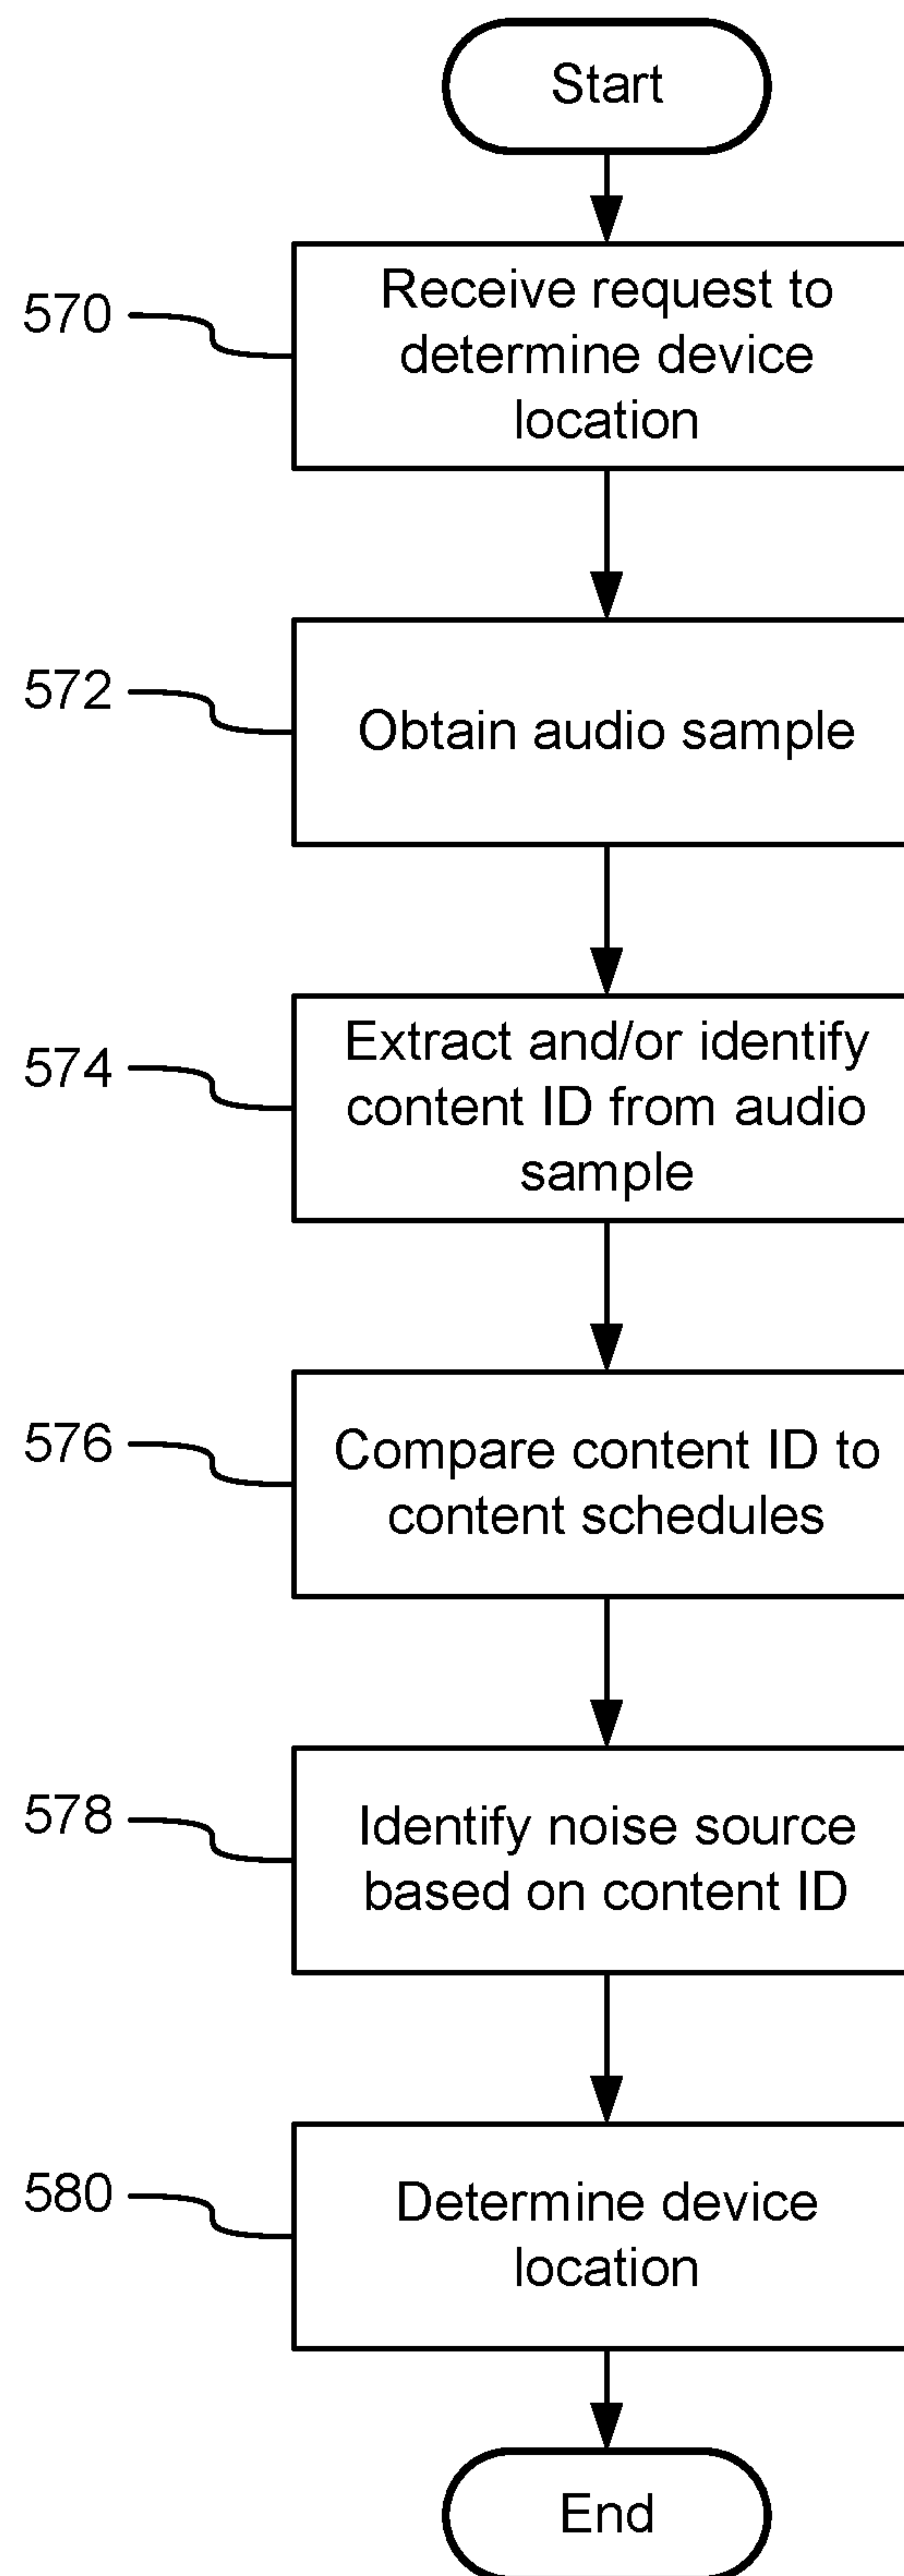 Start
570
Receive request to
determine device
location
572
Obtain audio sample
574
Extract and/or identify
content ID from audio
sample
576
Compare content ID to
content schedules
578
Identify noise source
based on content ID
580
Determine device
location
End